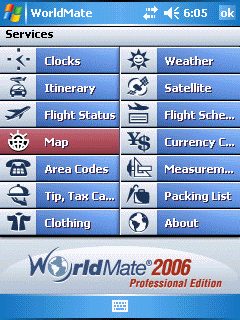 WorldMate 6:05 ok
Services
Clocks Weather
Itinerary Satellite
Flight Status Flight Sche...
Map Currency C...
Area Codes Measurem...
Tip, Tax Ca... Packing List
Clothing About
WorldMate® 2006
Professional Edition